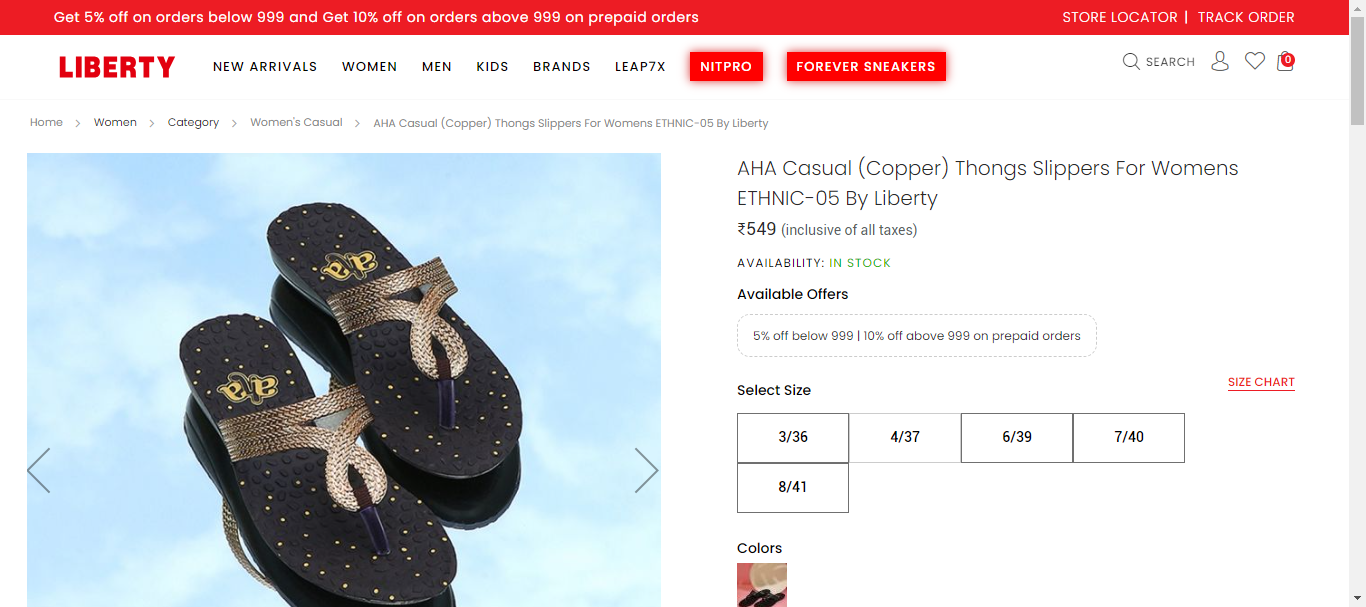 Get 5% off on orders below 999 and Get 10% off on orders above 999 on prepaid orders
STORE LOCATOR | TRACK ORDER
LIBERTY
NEW ARRIVALS WOMEN MEN KIDS BRANDS LEAP7X NITPRO FOREVER SNEAKERS
SEARCH
0
Home > Women > Category > Women's Casual > AHA Casual (Copper) Thongs Slippers For Womens ETHNIC-05 By Liberty
aha
aha
AHA Casual (Copper) Thongs Slippers For Womens
ETHNIC-05 By Liberty
₹549 (inclusive of all taxes)
AVAILABILITY: IN STOCK
Available Offers
5% off below 999 | 10% off above 999 on prepaid orders
Select Size
SIZE CHART
3/36 4/37 6/39 7/40
8/41
Colors